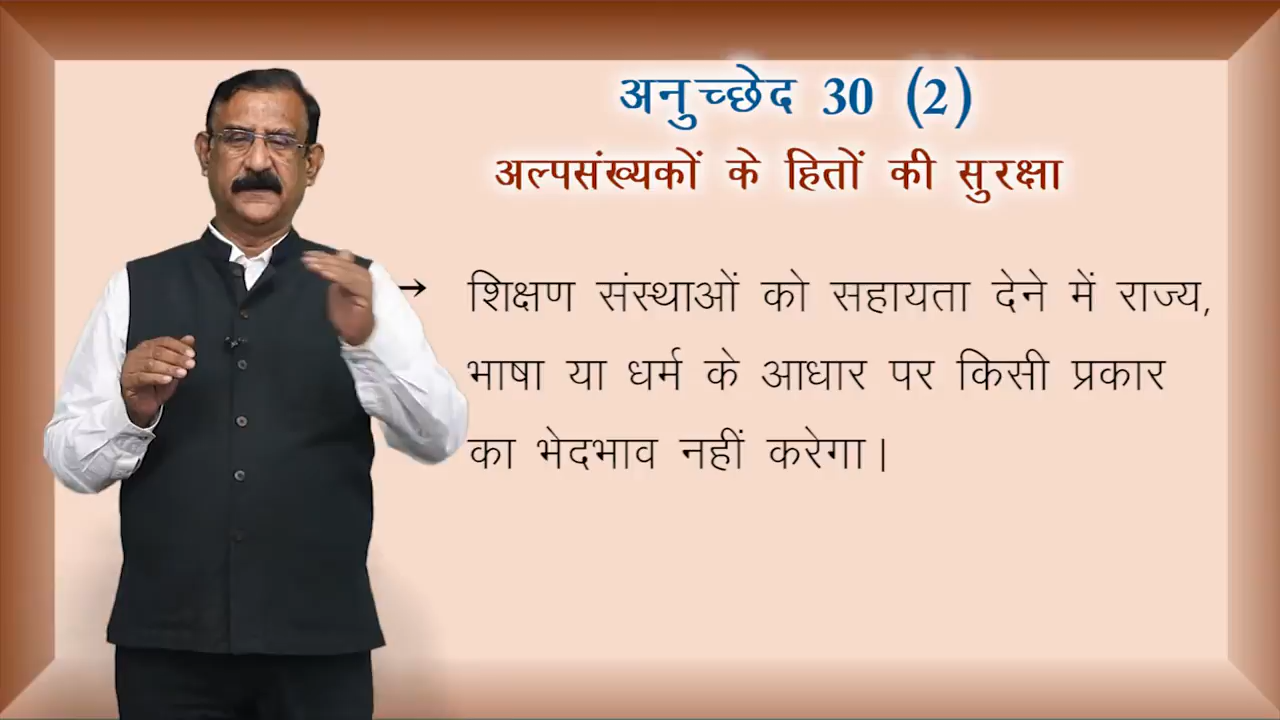 अनुच्छेद 30 (2)
अल्पसंख्यकों के हितों की सुरक्षा
→ शिक्षण संस्थाओं को सहायता देने में राज्य,
भाषा या धर्म के आधार पर किसी प्रकार
का भेदभाव नहीं करेगा।